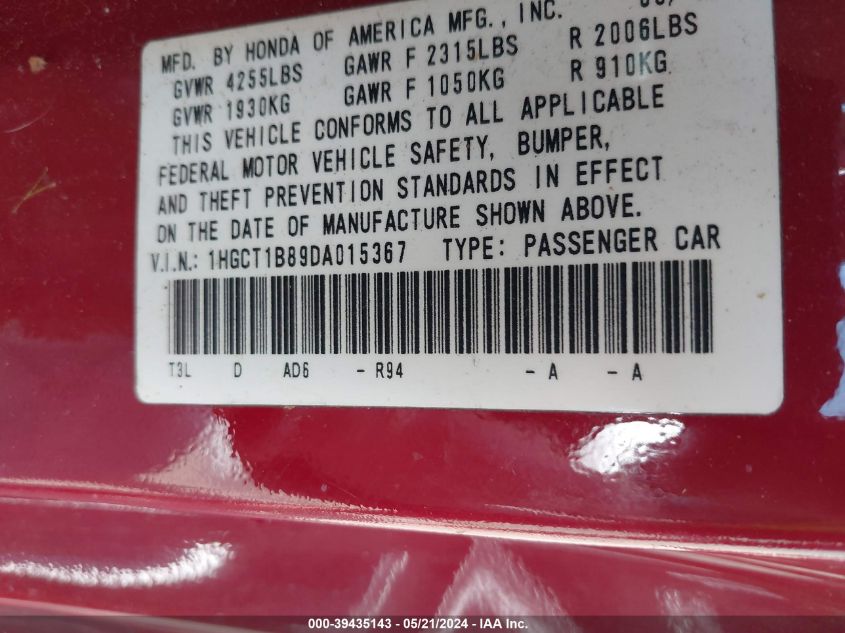 MFD. BY HONDA OF AMERICA MFG., INC.
GVWR 4255LBS GAWR F 2315LBS R 2006LBS
GVWR 1930KG GAWR F 1050KG R 910KG
THIS VEHICLE CONFORMS TO ALL APPLICABLE
FEDERAL MOTOR VEHICLE SAFETY, BUMPER,
AND THEFT PREVENTION STANDARDS IN EFFECT
ON THE DATE OF MANUFACTURE SHOWN ABOVE.
V.I.N.: 1HGCT1B89DA015367 TYPE: PASSENGER CAR
T3L D AD6 - R94 - A - A
000-39435143 - 05/21/2024 - IAA Inc.